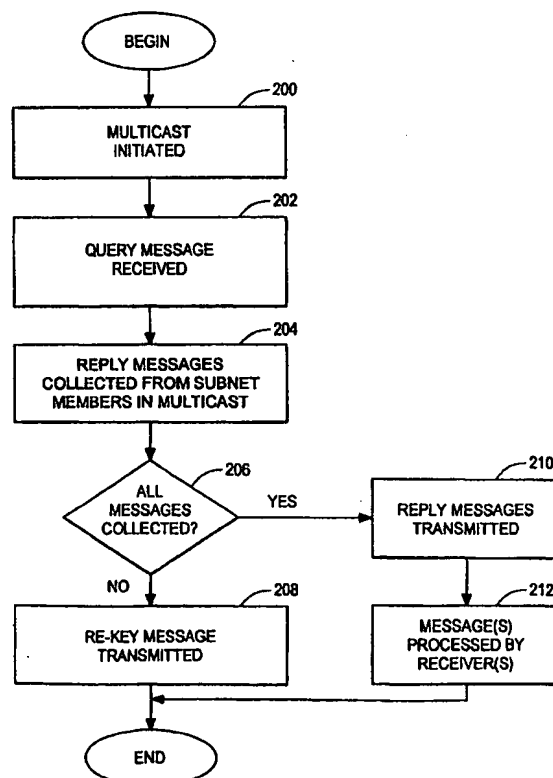 BEGIN
200
MULTICAST
INITIATED
202
QUERY MESSAGE
RECEIVED
204
REPLY MESSAGES
COLLECTED FROM SUBNET
MEMBERS IN MULTICAST
206
ALL
MESSAGES
COLLECTED?
YES
210
REPLY MESSAGES
TRANSMITTED
NO
208
RE-KEY MESSAGE
TRANSMITTED
212
MESSAGE(S)
PROCESSED BY
RECEIVER(S)
END